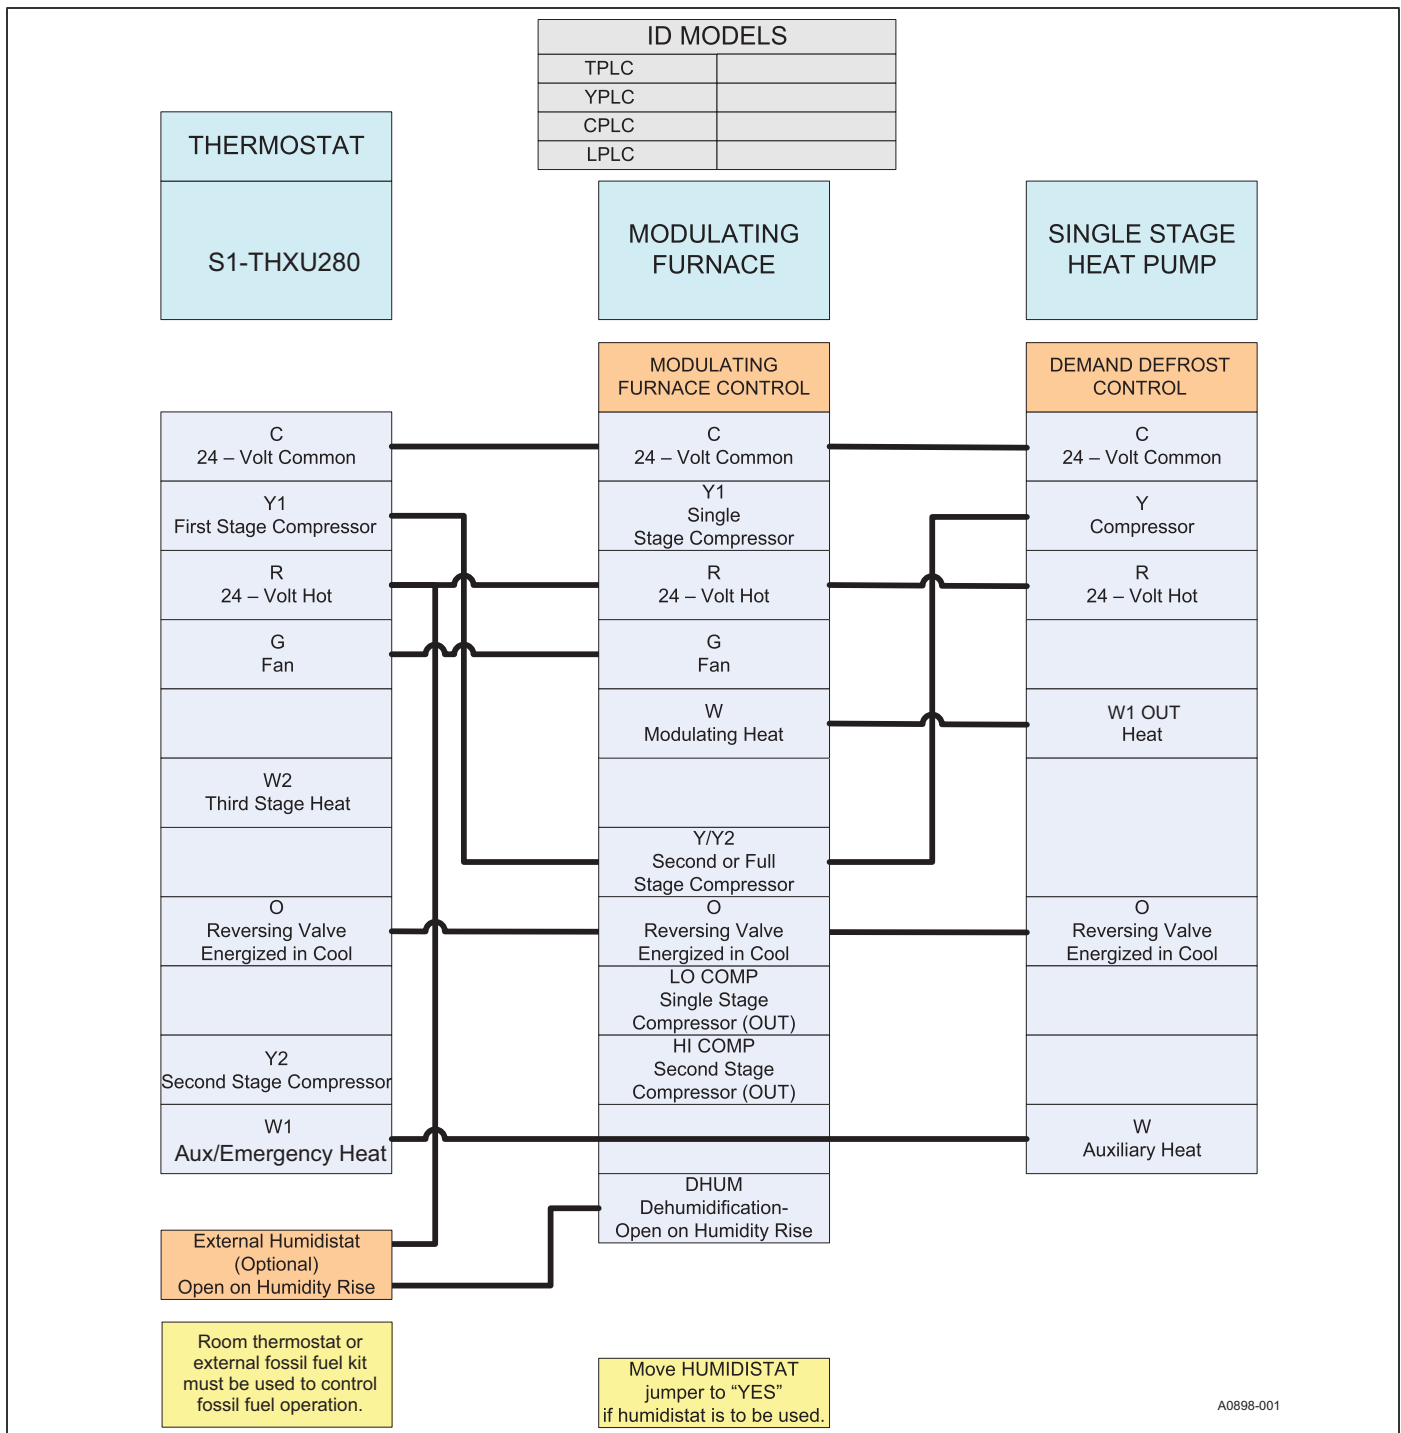 ID MODELS
TPLC
YPLC
CPLC
LPLC
THERMOSTAT
S1-THXU280
MODULATING
FURNACE
SINGLE STAGE
HEAT PUMP
MODULATING
FURNACE CONTROL
DEMAND DEFROST
CONTROL
C
24 – Volt Common
Y1
First Stage Compressor
R
24 – Volt Hot
G
Fan
W2
Third Stage Heat
O
Reversing Valve
Energized in Cool
Y2
Second Stage Compressor
W1
Aux/Emergency Heat
External Humidistat
(Optional)
Open on Humidity Rise
Room thermostat or
external fossil fuel kit
must be used to control
fossil fuel operation.
C
24 – Volt Common
Y1
Single
Stage Compressor
R
24 – Volt Hot
G
Fan
W
Modulating Heat
Y/Y2
Second or Full
Stage Compressor
O
Reversing Valve
Energized in Cool
LO COMP
Single Stage
Compressor (OUT)
HI COMP
Second Stage
Compressor (OUT)
DHUM
Dehumidification-
Open on Humidity Rise
Move HUMIDISTAT
jumper to “YES”
if humidistat is to be used.
C
24 – Volt Common
Y
Compressor
R
24 – Volt Hot
W1 OUT
Heat
O
Reversing Valve
Energized in Cool
W
Auxiliary Heat
A0898-001